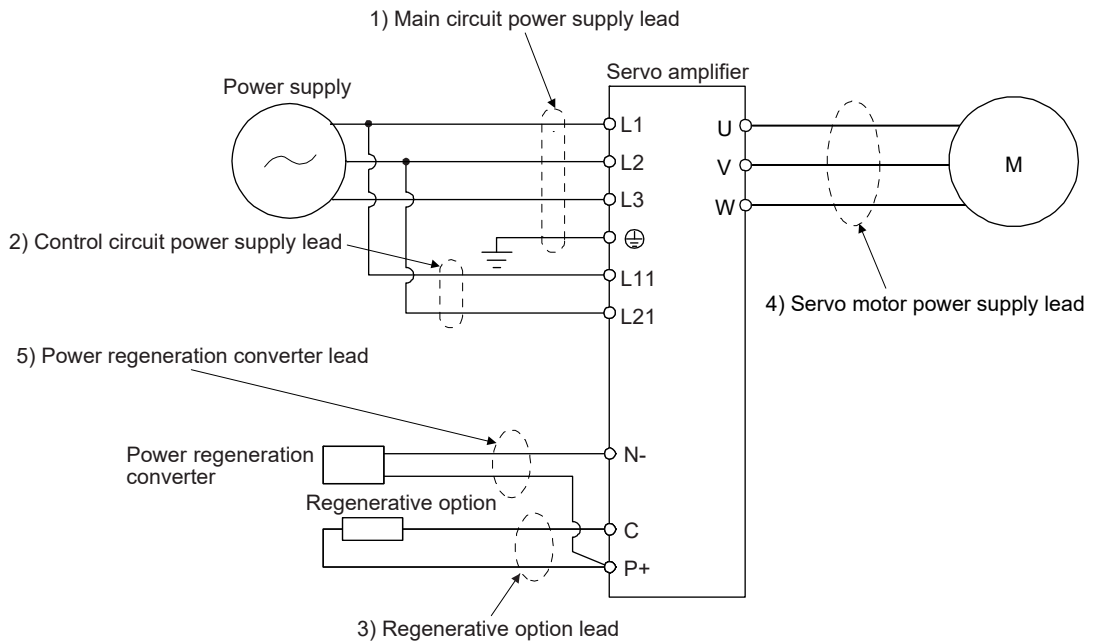 1) Main circuit power supply lead
Servo amplifier
Power supply
L1
U
L2
V
M
L3
W
2) Control circuit power supply lead
L11
4) Servo motor power supply lead
L21
5) Power regeneration converter lead
Power regeneration
converter
N-
Regenerative option
C
P+
3) Regenerative option lead